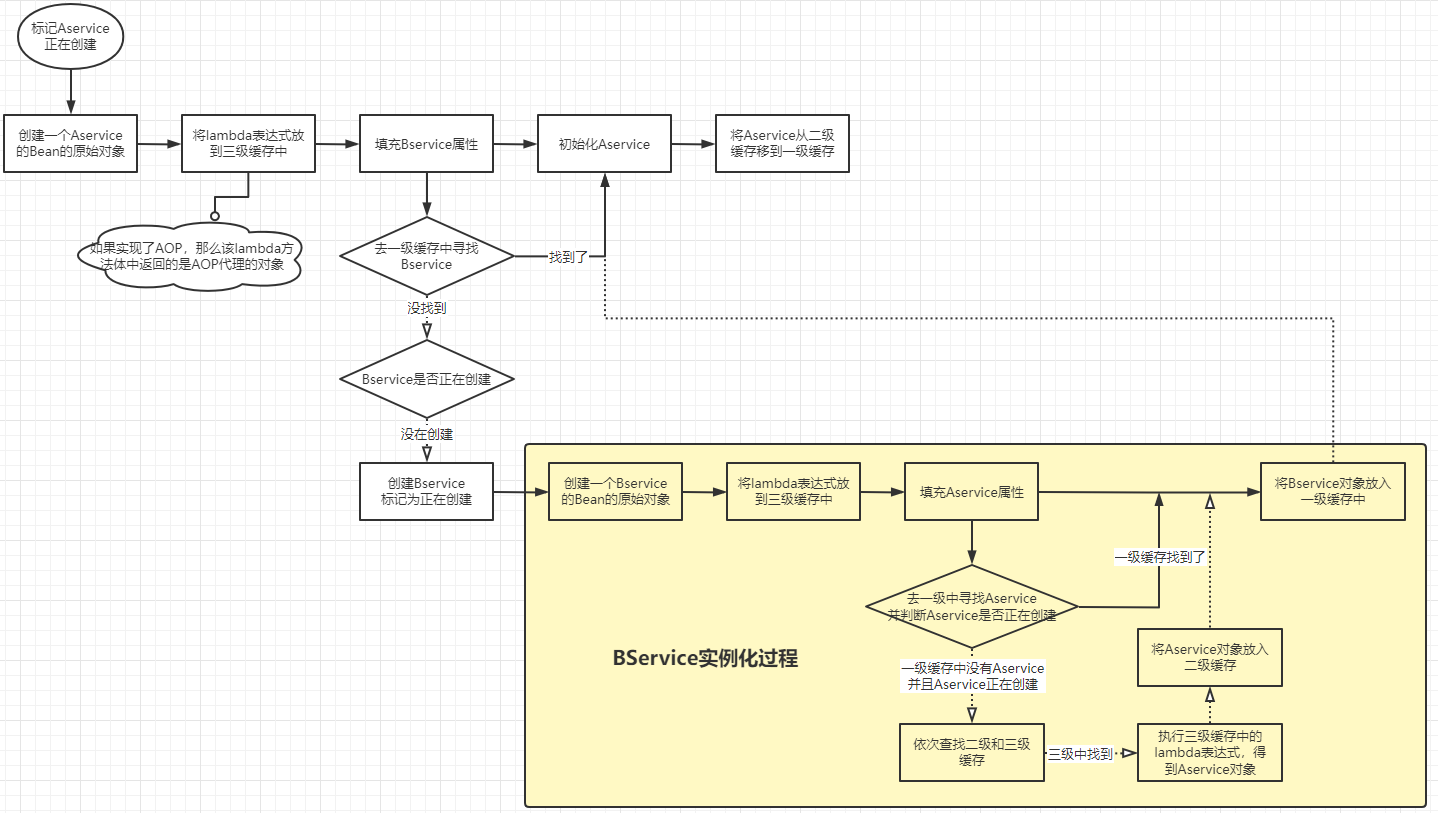 标记Aservice
正在创建
创建一个Aservice
的Bean的原始对象
将lambda表达式放
到三级缓存中
填充Bservice属性
初始化Aservice
将Aservice从二级
缓存移到一级缓存
如果实现了AOP，那么该lambda方
法体中返回的是AOP代理的对象
去一级缓存中寻找
Bservice
找到了
没找到
Bservice是否正在创建
没在创建
创建Bservice
标记为正在创建
创建一个Bservice
的Bean的原始对象
将lambda表达式放
到三级缓存中
填充Aservice属性
将Bservice对象放入
一级缓存中
一级缓存找到了
去一级中寻找Aservice
并判断Aservice是否正在创建
BService实例化过程
一级缓存中没有Aservice
并且Aservice正在创建
将Aservice对象放入
二级缓存
依次查找二级和三级
缓存
三级中找到
执行三级缓存中的
lambda表达式，得
到Aservice对象